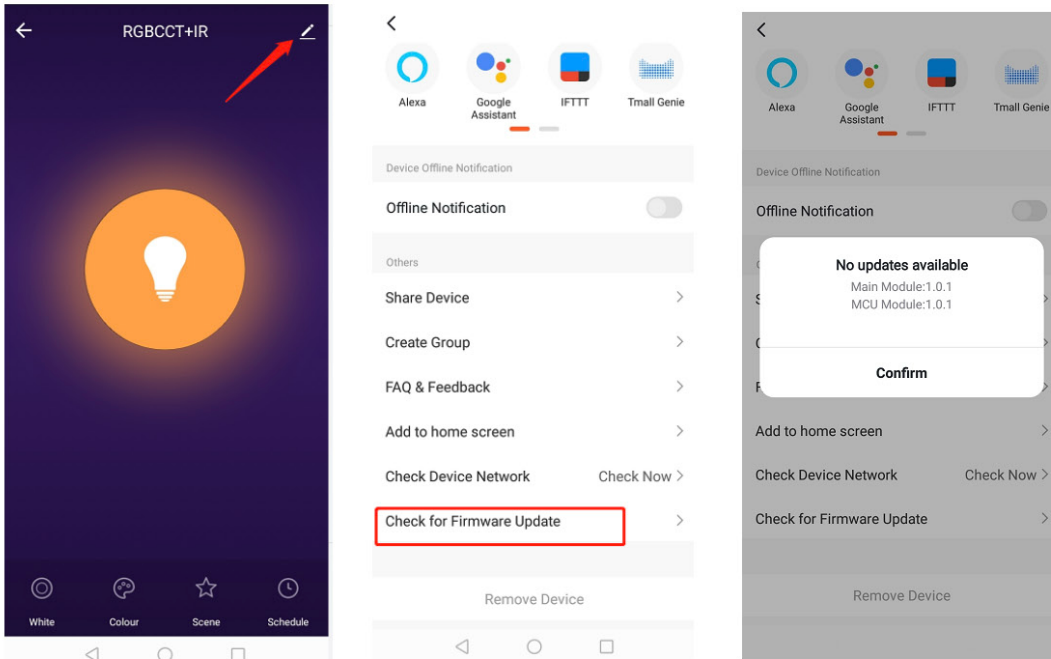 RGBCCT+IR
White
Colour
Scene
Schedule
Alexa
Google
Assistant
IFTTT
Tmall Genie
Device Offline Notification
Offline Notification
Others
Share Device
Create Group
FAQ & Feedback
Add to home screen
Check Device Network
Check Now
Check for Firmware Update
Remove Device
Alexa
Google
Assistant
IFTTT
Tmall Genie
Device Offline Notification
Offline Notification
No updates available
Main Module:1.0.1
MCU Module:1.0.1
Confirm
Add to home screen
Check Device Network
Check Now
Check for Firmware Update
Remove Device